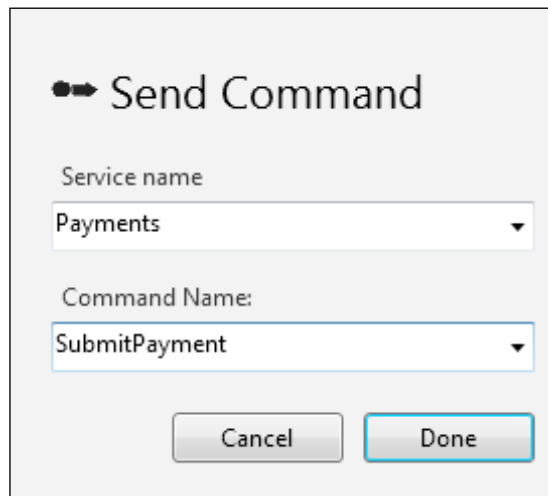 Send Command
Service name
Payments
Command Name:
SubmitPayment
Cancel Done